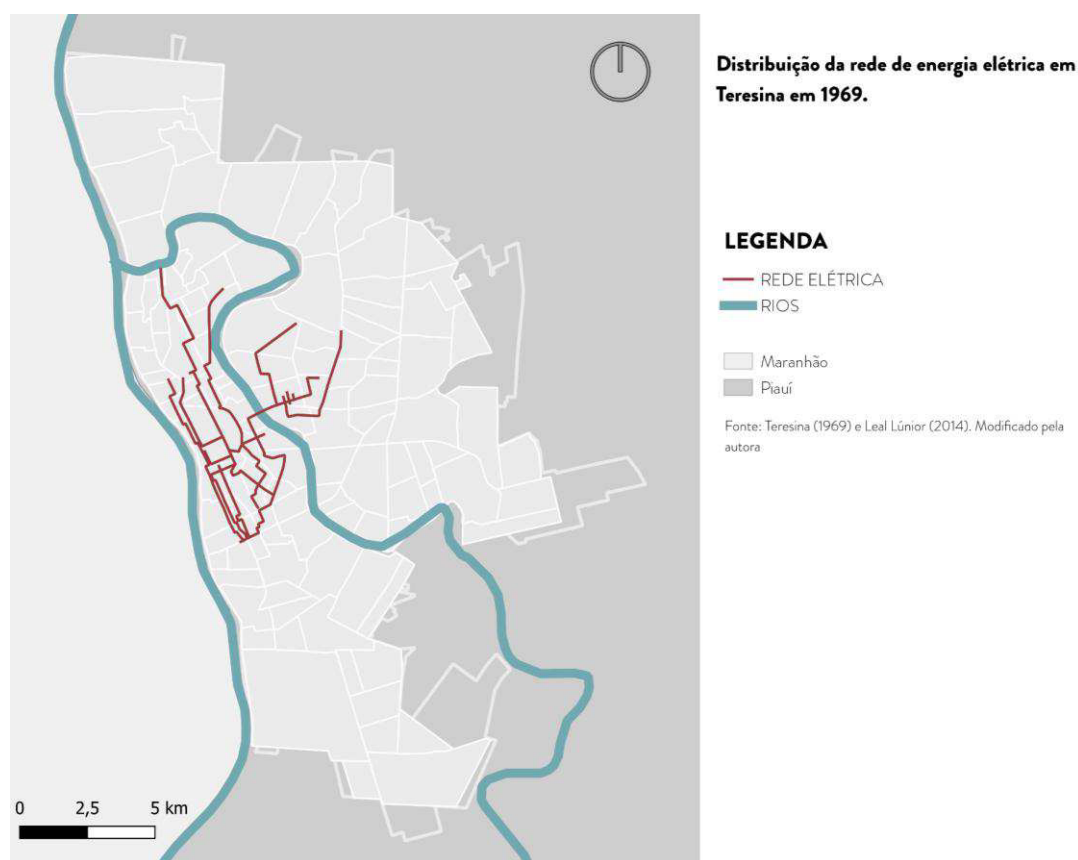 Distribuição da rede de energia elétrica em
Teresina em 1969.
LEGENDA
REDE ELÉTRICA
RIOS
Maranhão
Piauí
Fonte: Teresina (1969) e Leal Lúnior (2014). Modificado pela
autora
0 2,5 5 km